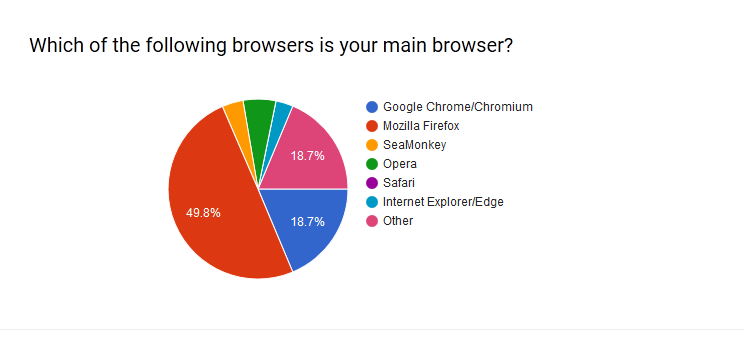 Which of the following browsers is your main browser?
Google Chrome/Chromium
Mozilla Firefox
SeaMonkey
Opera
Safari
Internet Explorer/Edge
Other
18.7%
49.8%
18.7%